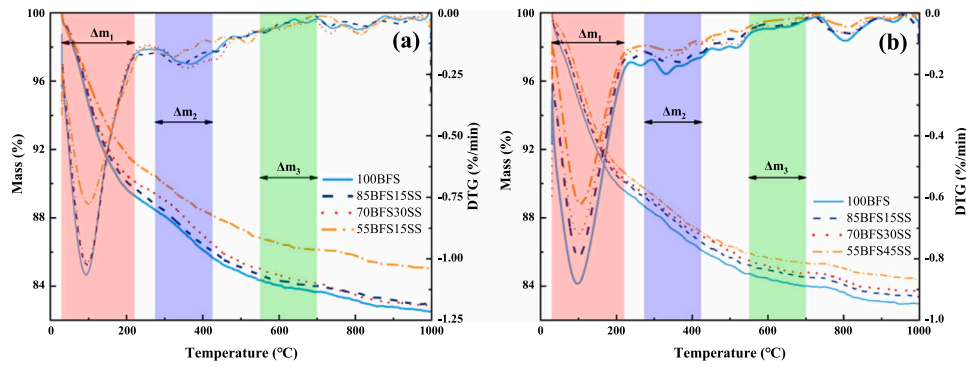 100
96
92
88
84
0
200
400
600
800
1000
0.00
-0.25
-0.50
-0.75
-1.00
-1.25
Mass (%)
Temperature (°C)
DTG (%/min)
(a)
Δm1
Δm2
Δm3
100BFS
85BFS15SS
70BFS30SS
55BFS15SS
100
96
92
88
84
0
200
400
600
800
1000
0.0
-0.2
-0.4
-0.6
-0.8
-1.0
Mass (%)
Temperature (°C)
DTG (%/min)
(b)
Δm1
Δm2
Δm3
100BFS
85BFS15SS
70BFS30SS
55BFS45SS